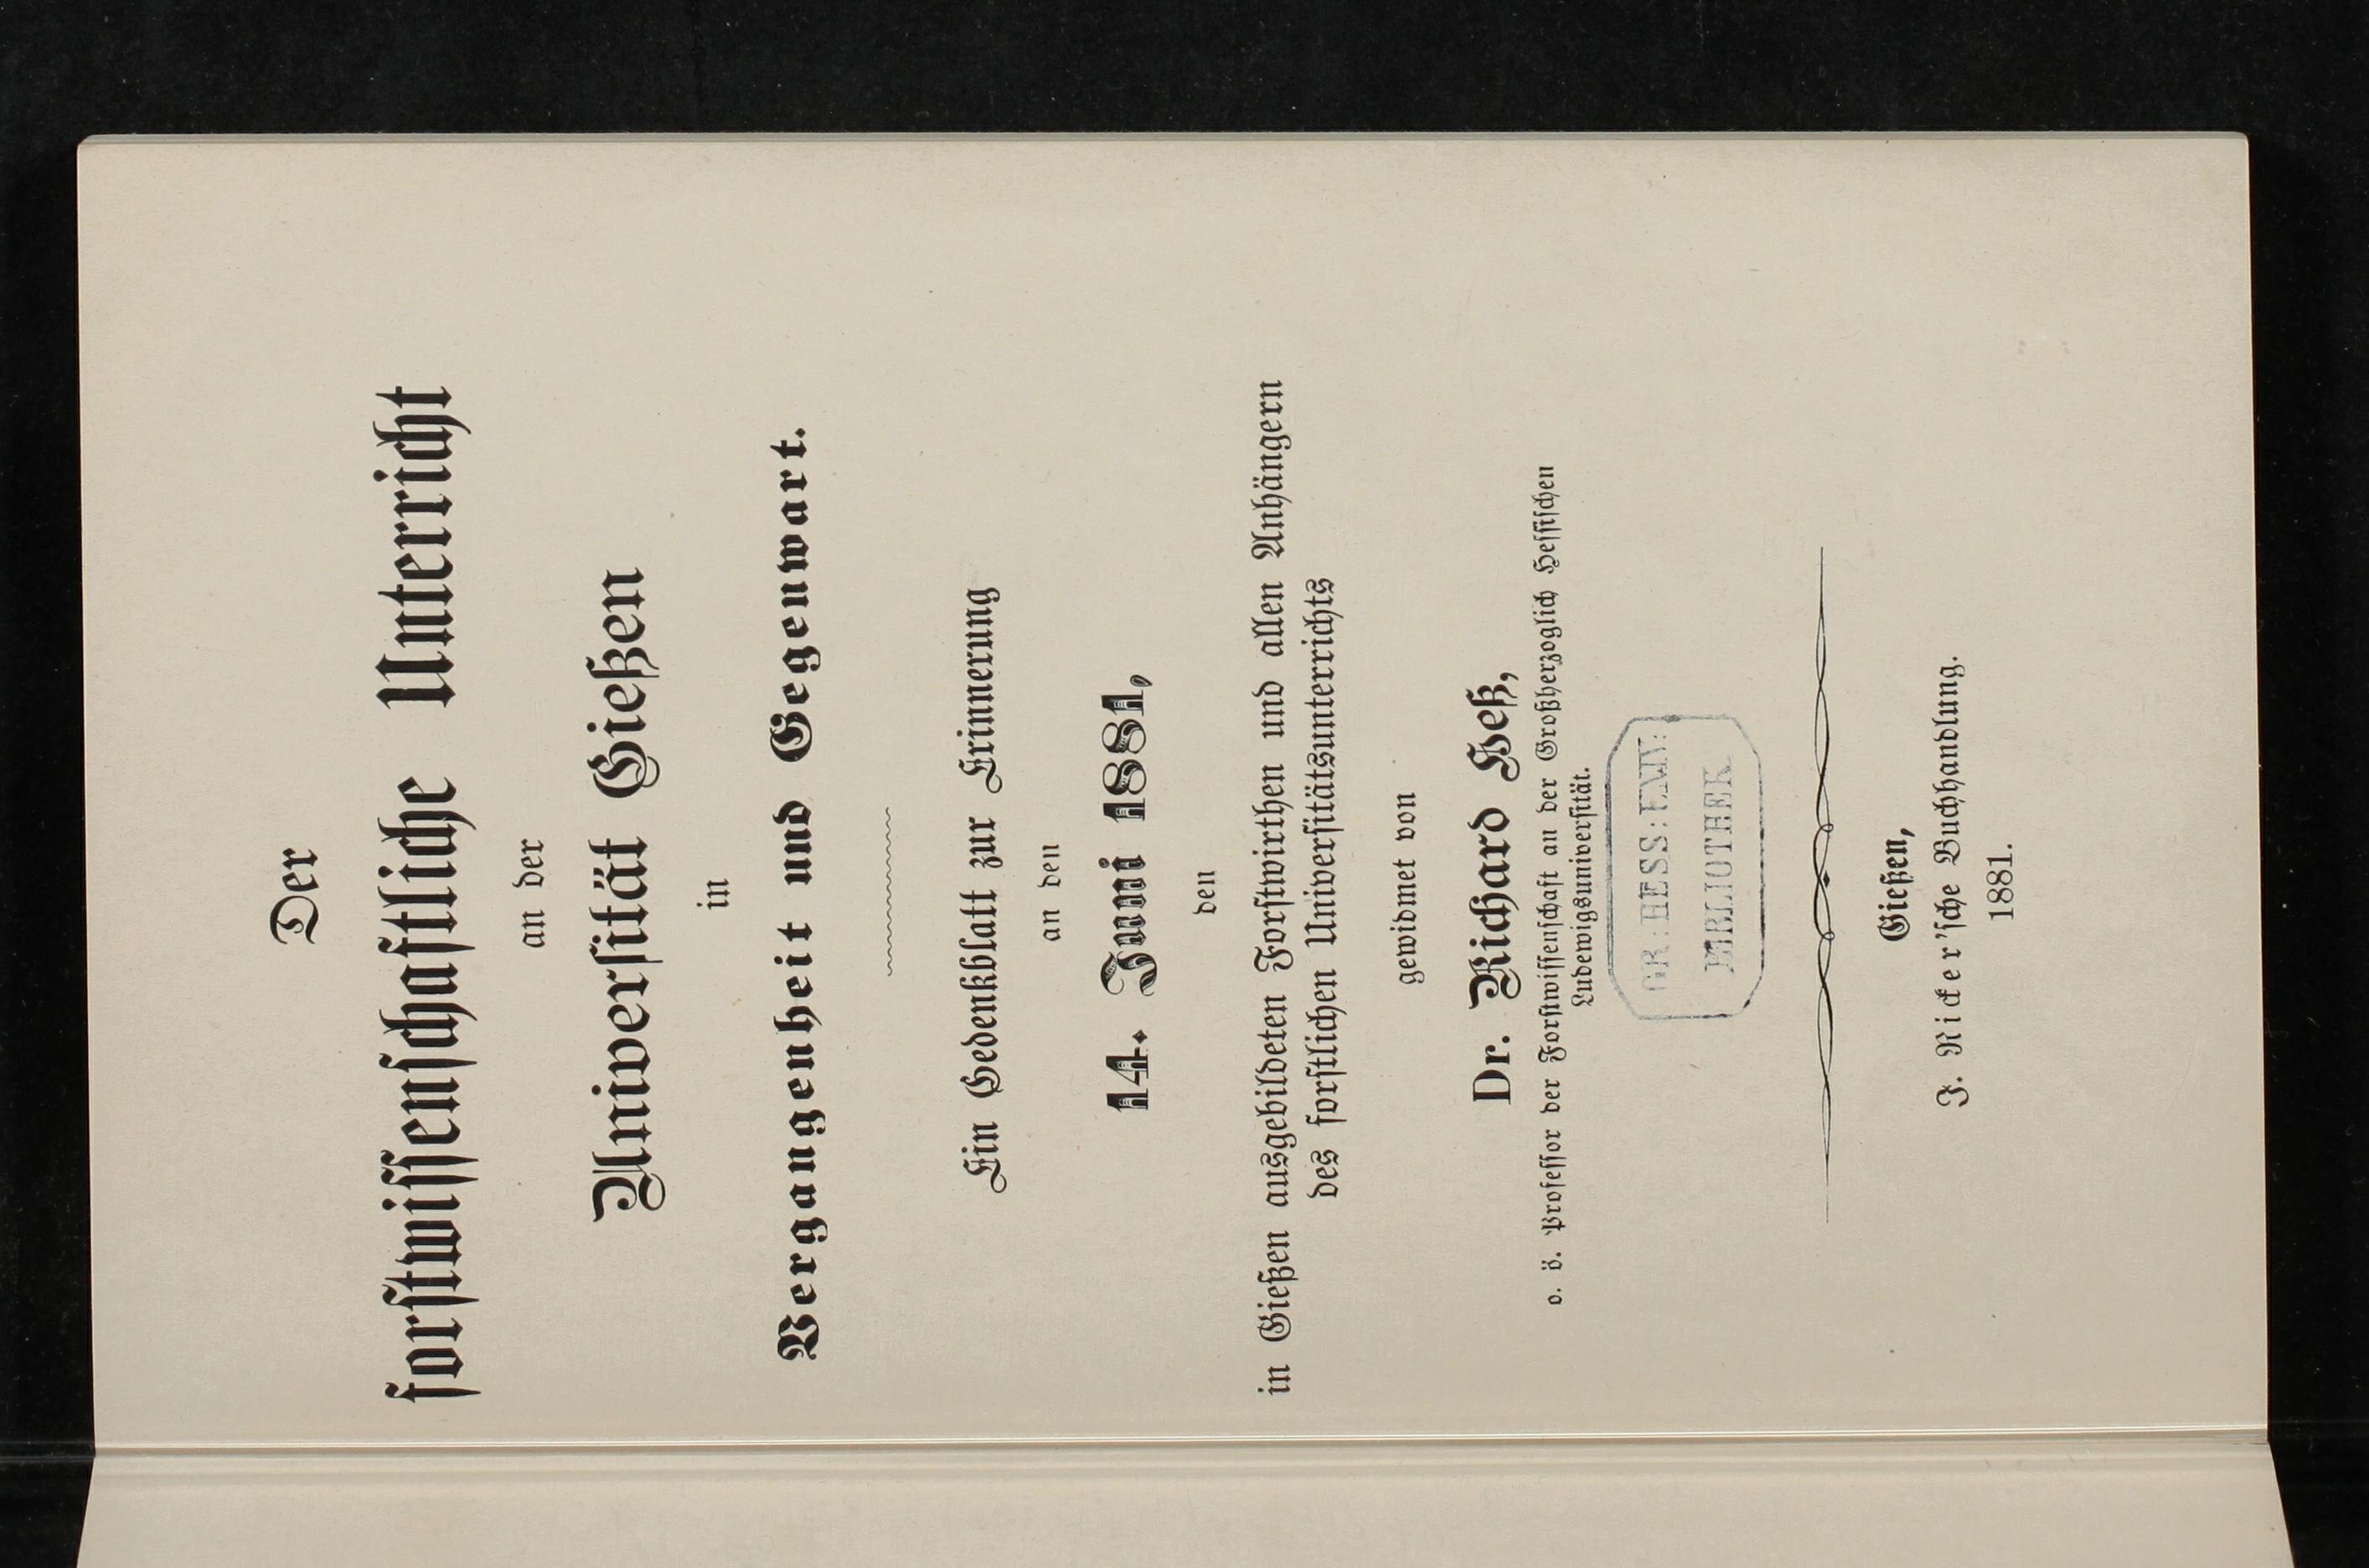 Der
forstwissenschaftliche Unterricht
an der
Universität Gießen
in
Vergangenheit und Gegenwart.
Ein Gedenkblatt zur Erinnerung
an den
14. Juni 1881,
den
in Gießen ausgebildeten Forstwirthen und allen Anhängern
des forstlichen Universitätsunterrichts
gewidmet von
Dr. Richard Heß,
o. ö. Professor der Forstwissenschaft an der Großherzoglich Hessischen
Ludewigsuniversität.
GR: HESS: UNIV:
BIBLIOTHEK
Gießen,
J. Ricker'sche Buchhandlung.
1881.